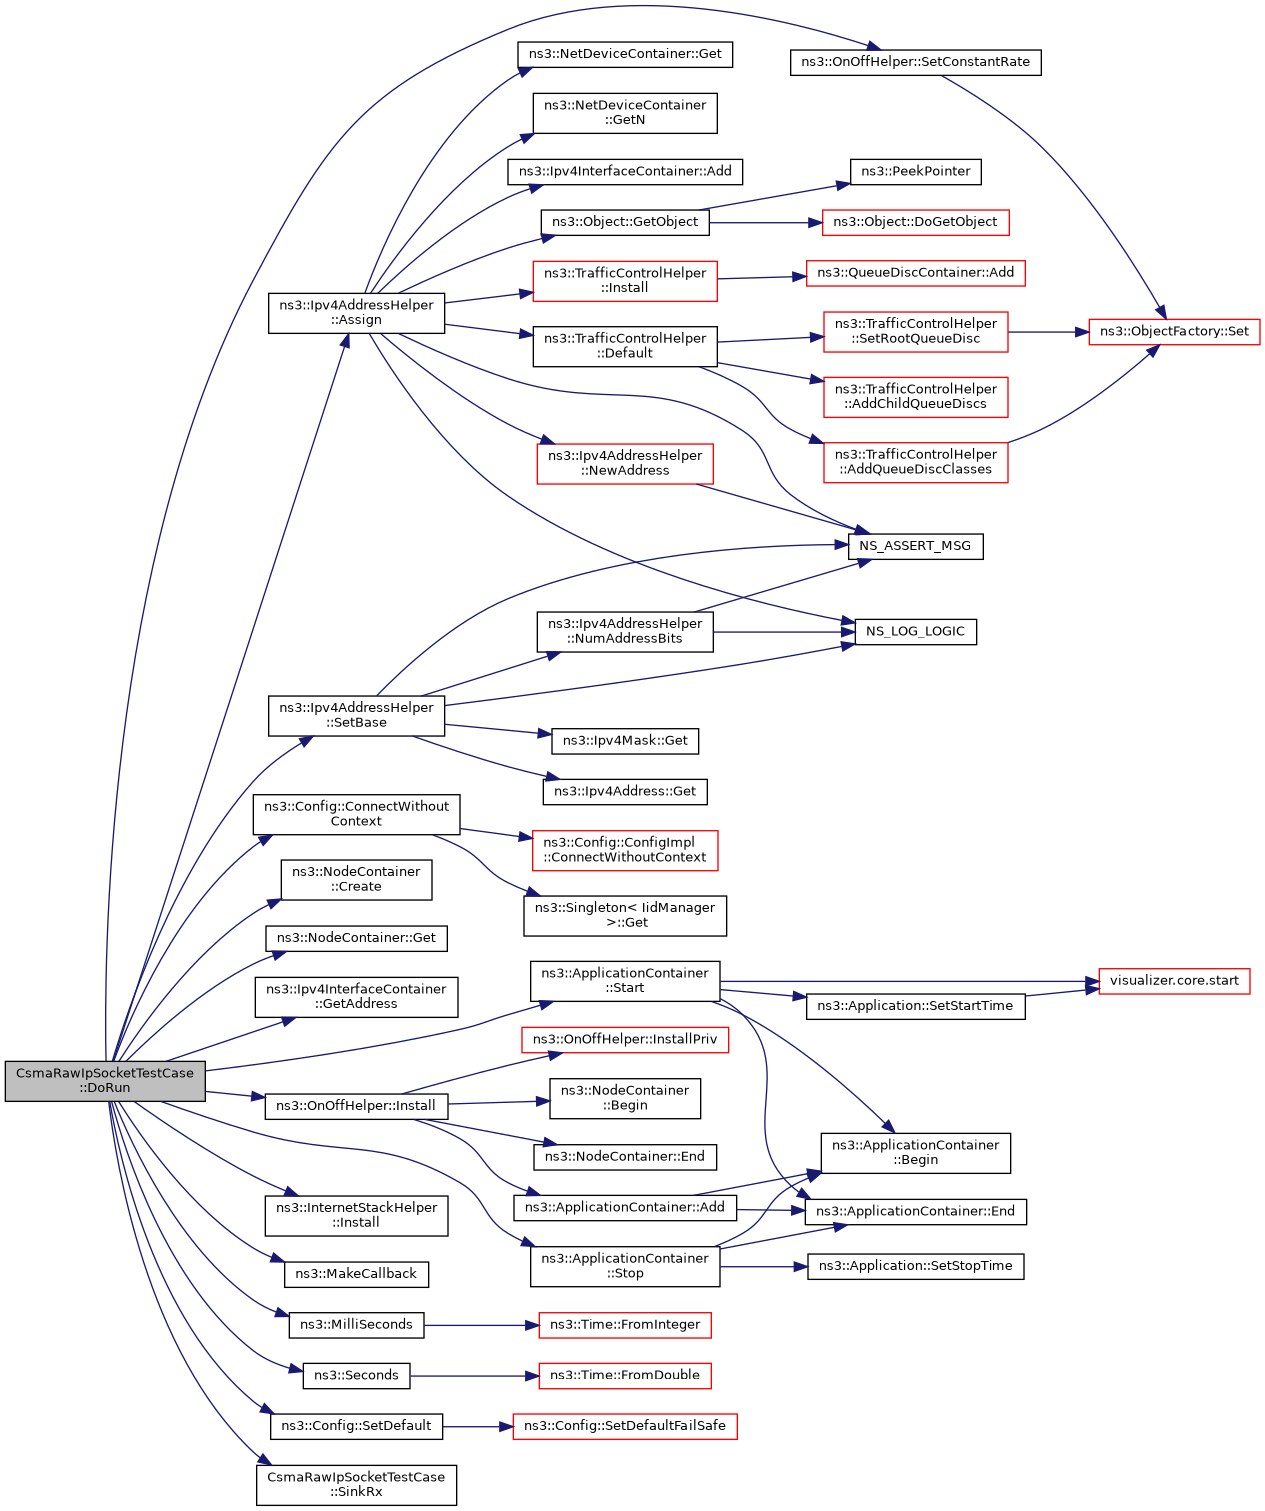 ns3::NetDeviceContainer::Get
ns3::OnOffHelper::SetConstantRate
ns3::NetDeviceContainer
::GetN
ns3::Ipv4InterfaceContainer::Add
ns3::PeekPointer
ns3::Object::GetObject
ns3::Object::DoGetObject
ns3::TrafficControlHelper
::Install
ns3::QueueDiscContainer::Add
ns3::Ipv4AddressHelper
::Assign
ns3::TrafficControlHelper
::Default
ns3::TrafficControlHelper
::SetRootQueueDisc
ns3::ObjectFactory::Set
ns3::TrafficControlHelper
::AddChildQueueDiscs
ns3::TrafficControlHelper
::AddQueueDiscClasses
ns3::Ipv4AddressHelper
::NewAddress
NS_ASSERT_MSG
ns3::Ipv4AddressHelper
::NumAddressBits
NS_LOG_LOGIC
ns3::Ipv4AddressHelper
::SetBase
ns3::Ipv4Mask::Get
ns3::Ipv4Address::Get
ns3::Config::ConnectWithout
Context
ns3::Config::ConfigImpl
::ConnectWithoutContext
ns3::NodeContainer
::Create
ns3::Singleton< IidManager
>::Get
ns3::NodeContainer::Get
ns3::Ipv4InterfaceContainer
::GetAddress
ns3::ApplicationContainer
::Start
visualizer.core.start
ns3::Application::SetStartTime
CsmaRawIpSocketTestCase
::DoRun
ns3::OnOffHelper::InstallPriv
ns3::OnOffHelper::Install
ns3::NodeContainer
::Begin
ns3::NodeContainer::End
ns3::ApplicationContainer
::Begin
ns3::InternetStackHelper
::Install
ns3::ApplicationContainer::Add
ns3::ApplicationContainer::End
ns3::ApplicationContainer
::Stop
ns3::Application::SetStopTime
ns3::MakeCallback
ns3::MilliSeconds
ns3::Time::FromInteger
ns3::Seconds
ns3::Time::FromDouble
ns3::Config::SetDefault
ns3::Config::SetDefaultFailSafe
CsmaRawIpSocketTestCase
::SinkRx